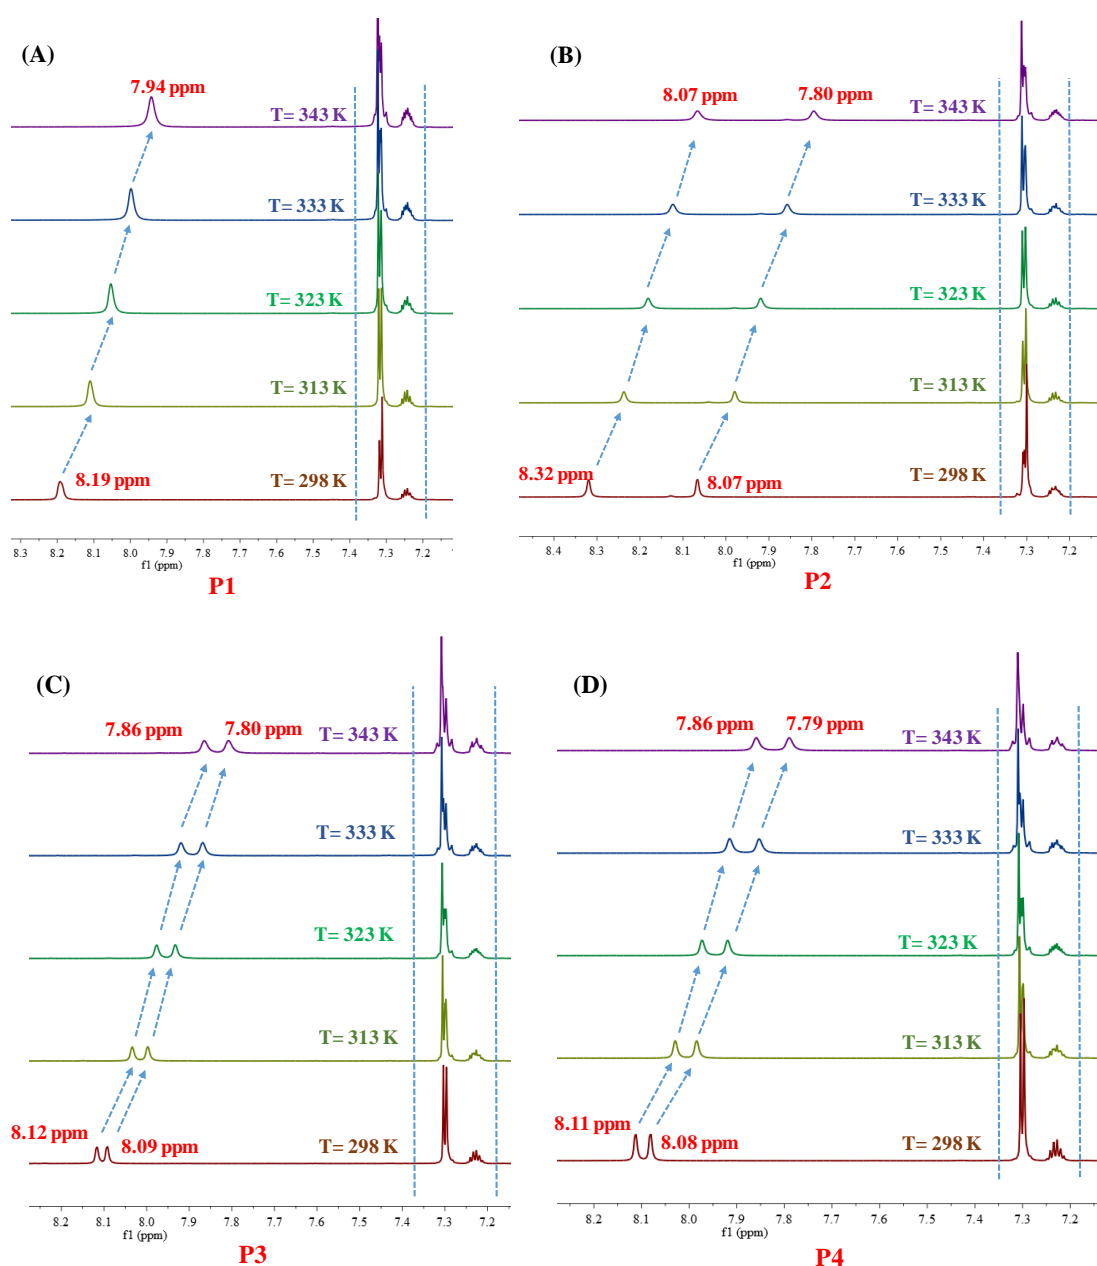 (A)
7.94 ppm
T= 343 K
T= 333 K
T= 323 K
T= 313 K
8.19 ppm
T= 298 K
8.3 8.2 8.1 8.0 7.9 7.8 7.7 7.6 7.5 7.4 7.3 7.2
f1 (ppm)
P1
(B)
8.07 ppm 7.80 ppm
T= 343 K
T= 333 K
T= 323 K
T= 313 K
8.32 ppm 8.07 ppm
T= 298 K
8.4 8.3 8.2 8.1 8.0 7.9 7.8 7.7 7.6 7.5 7.4 7.3 7.2
f1 (ppm)
P2
(C)
7.86 ppm 7.80 ppm
T= 343 K
T= 333 K
T= 323 K
T= 313 K
8.12 ppm 8.09 ppm
T= 298 K
8.2 8.1 8.0 7.9 7.8 7.7 7.6 7.5 7.4 7.3 7.2
f1 (ppm)
P3
(D)
7.86 ppm 7.79 ppm
T= 343 K
T= 333 K
T= 323 K
T= 313 K
8.11 ppm 8.08 ppm
T= 298 K
8.2 8.1 8.0 7.9 7.8 7.7 7.6 7.5 7.4 7.3 7.2
f1 (ppm)
P4